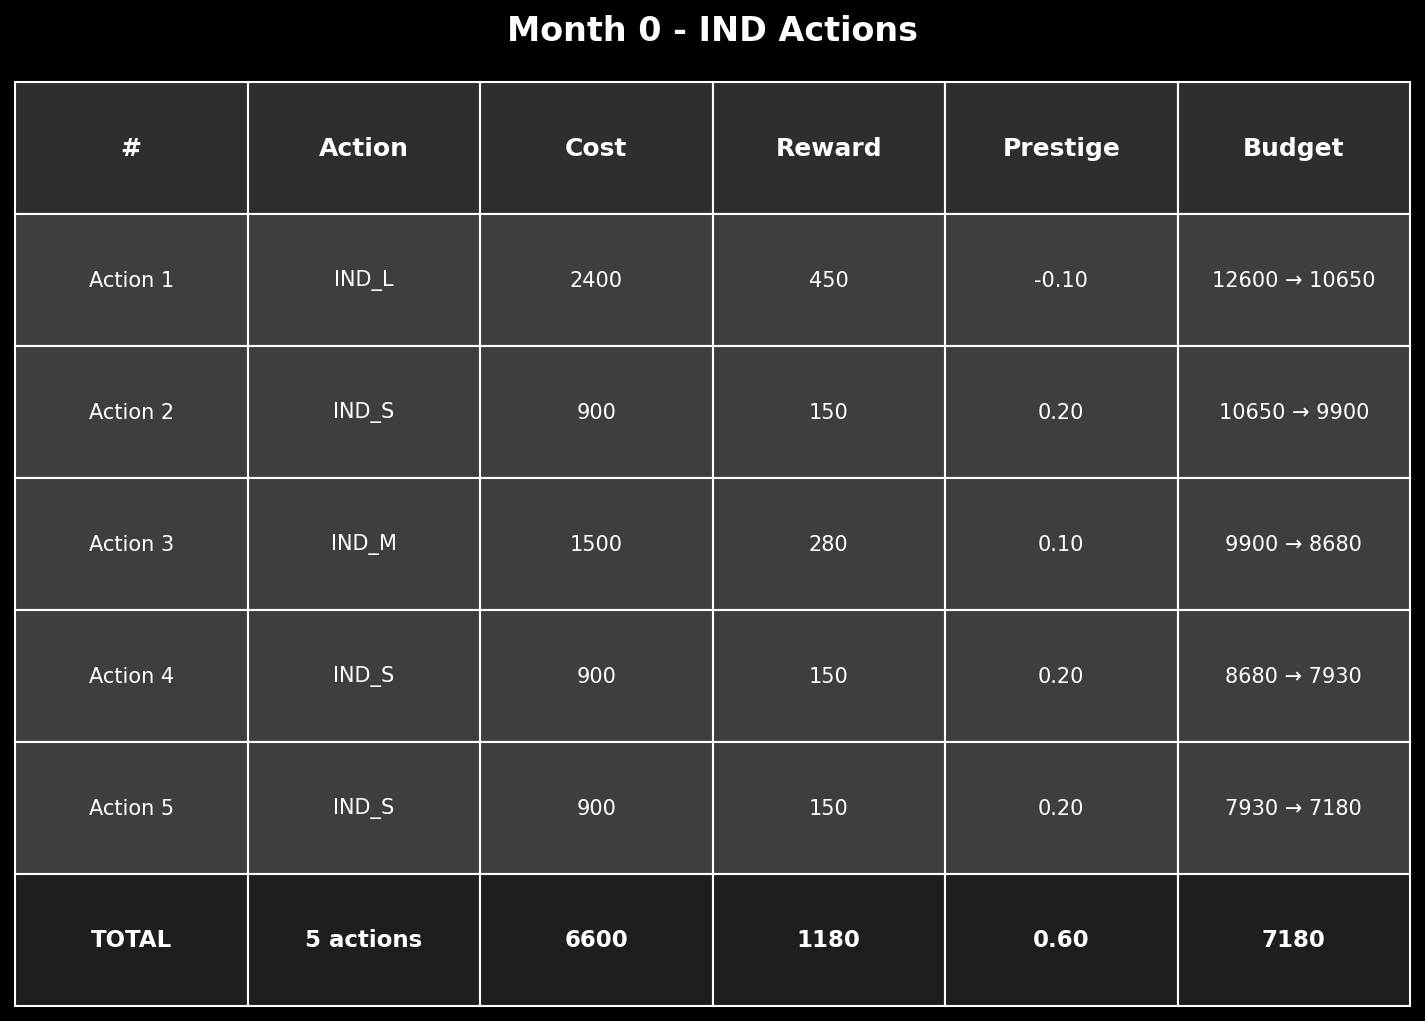 Month 0 - IND Actions
# Action Cost Reward Prestige Budget
Action 1 IND_L 2400 450 -0.10 12600 → 10650
Action 2 IND_S 900 150 0.20 10650 → 9900
Action 3 IND_M 1500 280 0.10 9900 → 8680
Action 4 IND_S 900 150 0.20 8680 → 7930
Action 5 IND_S 900 150 0.20 7930 → 7180
TOTAL 5 actions 6600 1180 0.60 7180